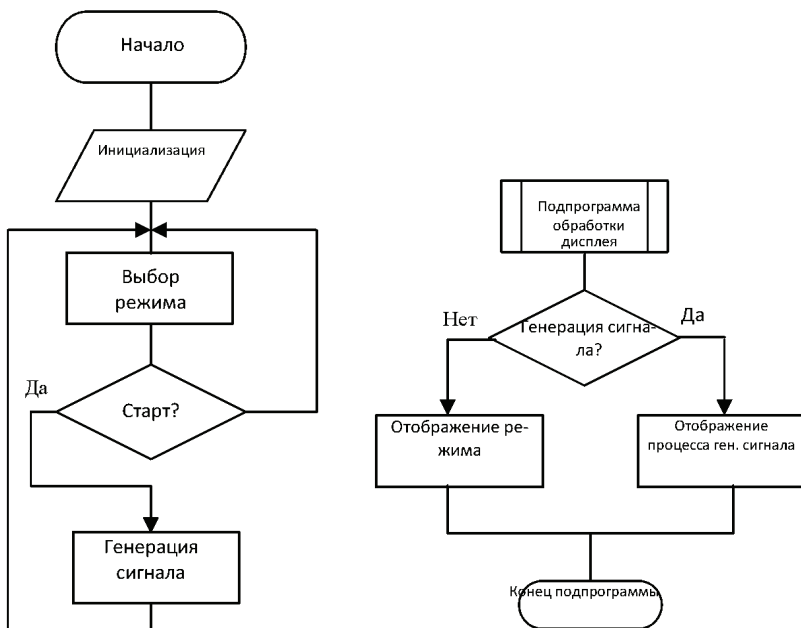 Начало
Инициализация
Выбор
режима
Да
Старт?
Генерация
сигнала
Подпрограмма
обработки
дисплея
Нет
Генерация сигна-
ла?
Да
Отображение ре-
жима
Отображение
процесса ген. сигнала
Конец подпрограммы